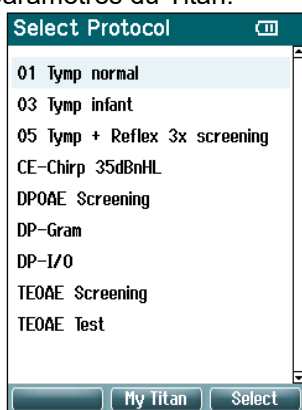 paramètres du Titan.
Select Protocol
01 Tymp normal
03 Tymp infant
05 Tymp + Reflex 3x screening
CE-Chirp 35dBnHL
DPOAE Screening
DP-Gram
DP-I/O
TEOAE Screening
TEOAE Test
My Titan
Select